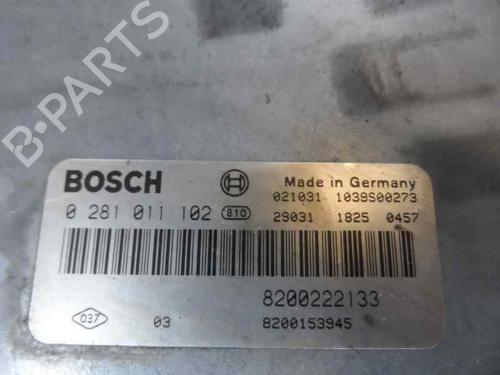 B-PARTS
BOSCH
Made in Germany
021031 1039S00273
0 281 011 102 810
29031 1825 0457
8200222133
037 03 8200153945